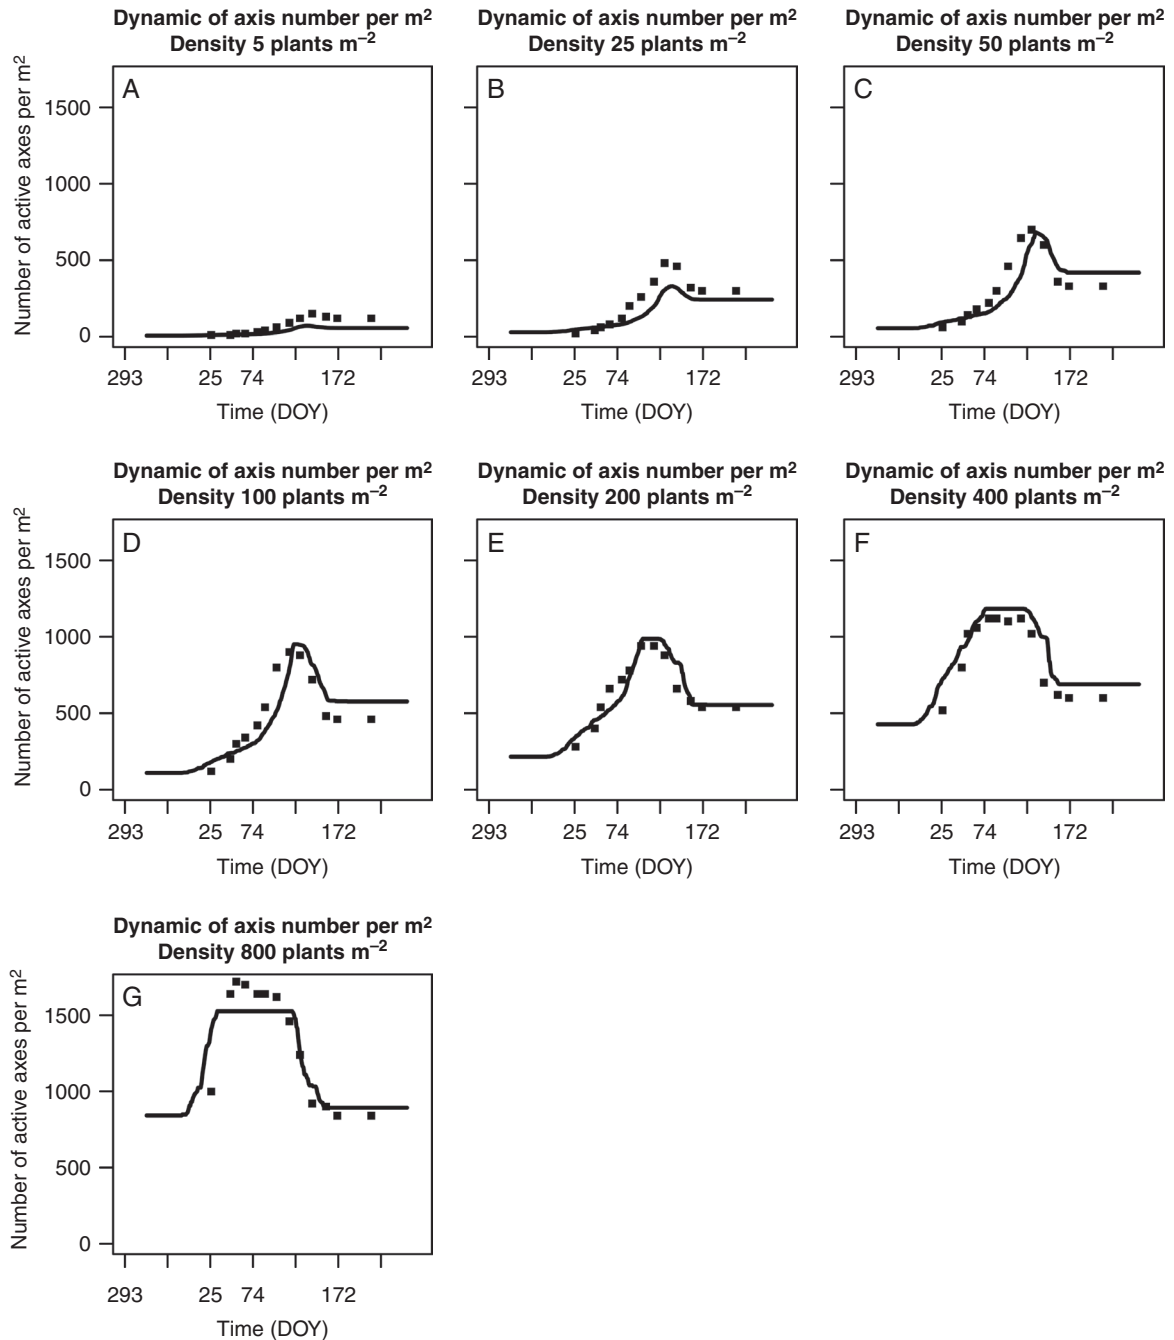 Dynamic of axis number per m²
Density 5 plants m⁻²
Dynamic of axis number per m²
Density 25 plants m⁻²
Dynamic of axis number per m²
Density 50 plants m⁻²
Number of active axes per m²
A
B
C
1500
1000
500
0
293 25 74 172
293 25 74 172
293 25 74 172
Time (DOY)
Time (DOY)
Time (DOY)
Dynamic of axis number per m²
Density 100 plants m⁻²
Dynamic of axis number per m²
Density 200 plants m⁻²
Dynamic of axis number per m²
Density 400 plants m⁻²
Number of active axes per m²
D
E
F
1500
1000
500
0
293 25 74 172
293 25 74 172
293 25 74 172
Time (DOY)
Time (DOY)
Time (DOY)
Dynamic of axis number per m²
Density 800 plants m⁻²
Number of active axes per m²
G
1500
1000
500
0
293 25 74 172
Time (DOY)